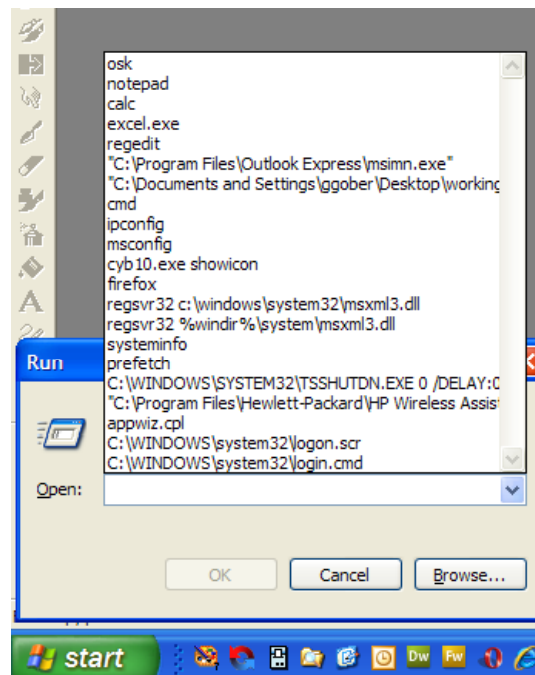 osk
notepad
calc
excel.exe
regedit
"C:\Program Files\Outlook Express\msimn.exe"
"C:\Documents and Settings\ggober\Desktop\working
cmd
ipconfig
msconfig
cyb10.exe showicon
firefox
regsvr32 c:\windows\system32\msxml3.dll
regsvr32 %windir%\system\msxml3.dll
systeminfo
prefetch
C:\WINDOWS\SYSTEM32\TSSHUTDN.EXE 0 /DELAY:0
"C:\Program Files\Hewlett-Packard\HP Wireless Assis
appwiz.cpl
C:\WINDOWS\system32\logon.scr
C:\WINDOWS\system32\login.cmd
Run
Open:
OK Cancel Browse...
start Dw Fw